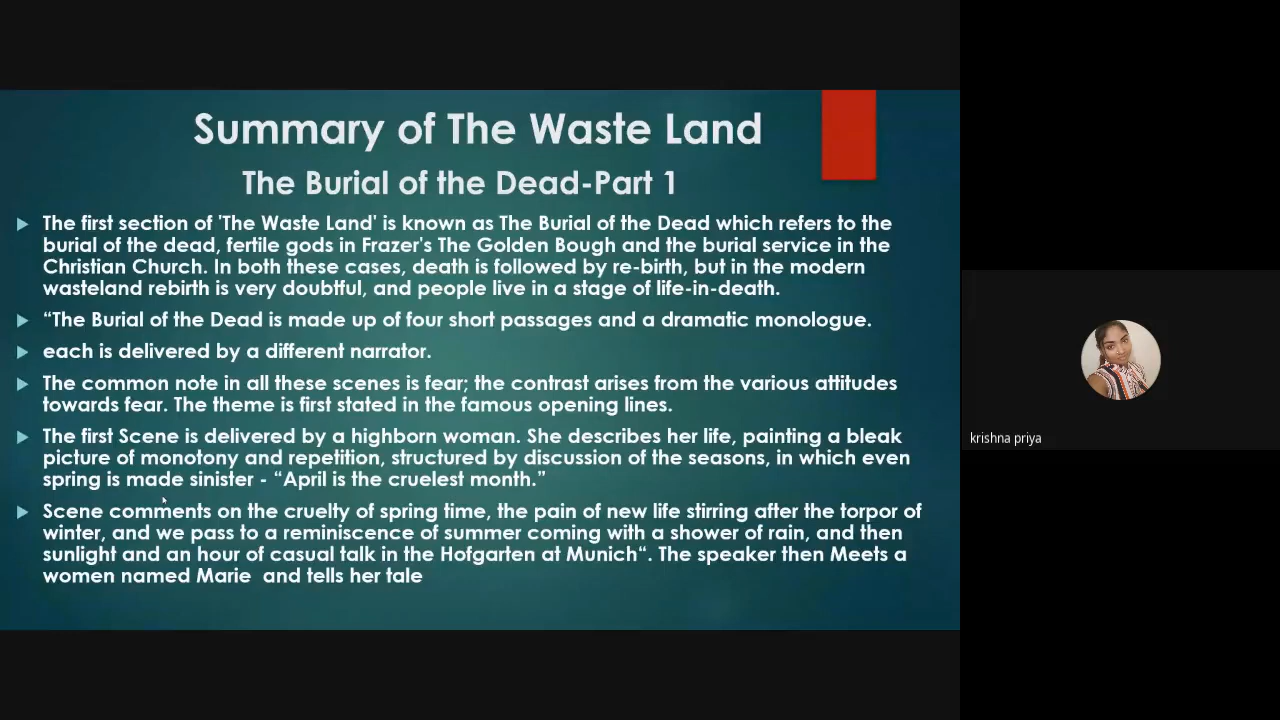 Summary of The Waste Land
The Burial of the Dead-Part 1
The first section of 'The Waste Land' is known as The Burial of the Dead which refers to the
burial of the dead, fertile gods in Frazer's The Golden Bough and the burial service in the
Christian Church. In both these cases, death is followed by re-birth, but in the modern
wasteland rebirth is very doubtful, and people live in a stage of life-in-death.
“The Burial of the Dead is made up of four short passages and a dramatic monologue.
each is delivered by a different narrator.
The common note in all these scenes is fear; the contrast arises from the various attitudes
towards fear. The theme is first stated in the famous opening lines.
The first Scene is delivered by a highborn woman. She describes her life, painting a bleak
picture of monotony and repetition, structured by discussion of the seasons, in which even
spring is made sinister - “April is the cruelest month.”
Scene comments on the cruelty of spring time, the pain of new life stirring after the torpor of
winter, and we pass to a reminiscence of summer coming with a shower of rain, and then
sunlight and an hour of casual talk in the Hofgarten at Munich“. The speaker then Meets a
women named Marie and tells her tale
krishna priya